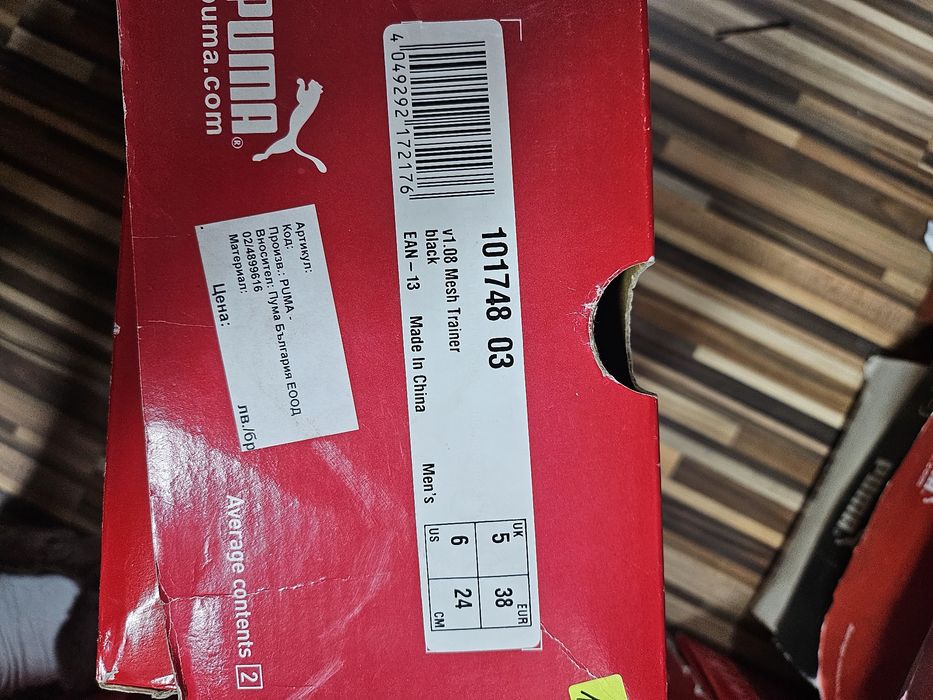 PUMA®
puma.com
4 049292 172176
101748 03
v1.08 Mesh Trainer
black
EAN – 13 Made In China Men's
UK 5 38 EUR
US 6 24 CM
Артикул:
Код:
Произв.: PUMA -
Вносител: Пума България ЕООД -
02/4899616
Материал:
Цена: лв./бр
Average contents 2
PUMA